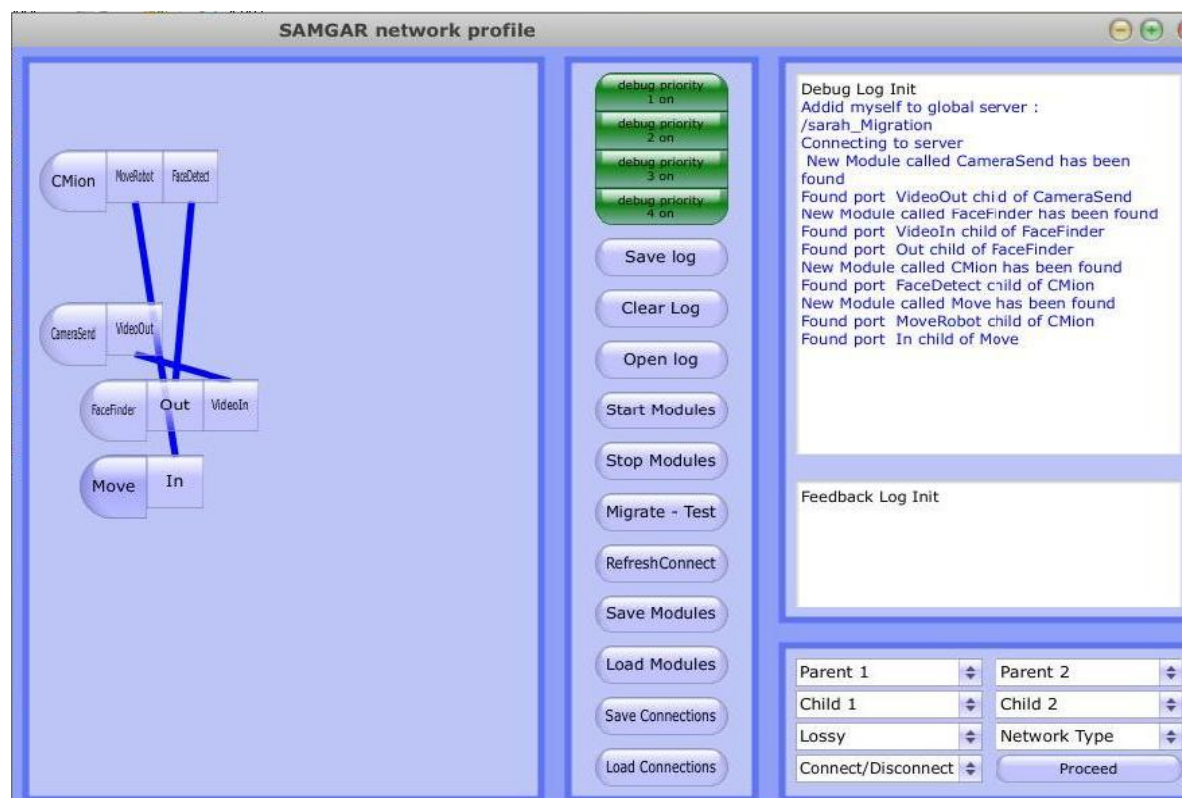 SAMGAR network profile
CMion MoveRobot FaceDetect
CameraSend VideoOut
FaceFinder Out VideoIn
Move In
debug priority
1 on
debug priority
2 on
debug priority
3 on
debug priority
4 on
Save log
Clear Log
Open log
Start Modules
Stop Modules
Migrate - Test
RefreshConnect
Save Modules
Load Modules
Save Connections
Load Connections
Debug Log Init
Addid myself to global server :
/sarah_Migration
Connecting to server
New Module called CameraSend has been
found
Found port VideoOut child of CameraSend
New Module called FaceFinder has been found
Found port VideoIn child of FaceFinder
Found port Out child of FaceFinder
New Module called CMion has been found
Found port FaceDetect child of CMion
New Module called Move has been found
Found port MoveRobot child of CMion
Found port In child of Move
Feedback Log Init
Parent 1 Parent 2
Child 1 Child 2
Lossy Network Type
Connect/Disconnect Proceed